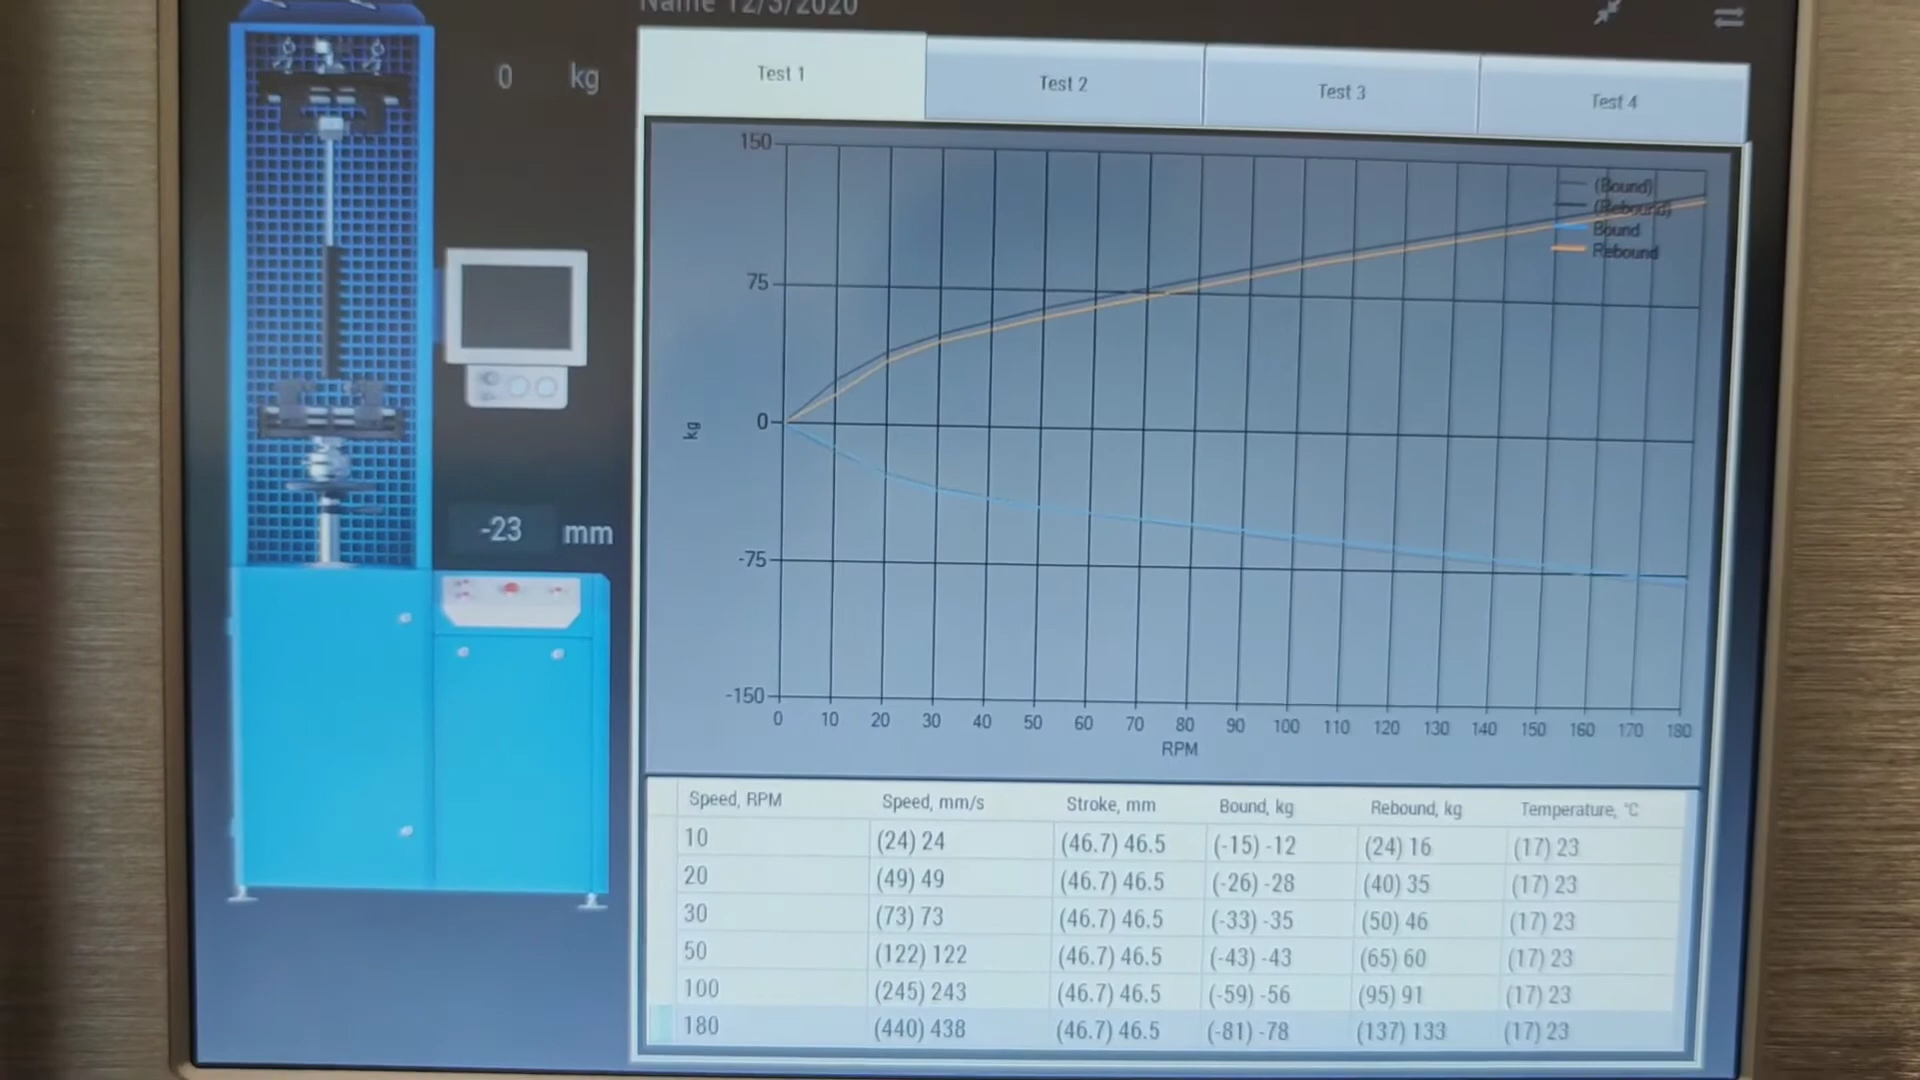 Name 12/3/2020
0 kg
Test 1 Test 2 Test 3 Test 4
150
(Bound)
(Rebound)
Bound
Rebound
75
0
kg
-23 mm
-75
-150
0 10 20 30 40 50 60 70 80 90 100 110 120 130 140 150 160 170 180
RPM
Speed, RPM Speed, mm/s Stroke, mm Bound, kg Rebound, kg Temperature, °C
10 (24) 24 (46.7) 46.5 (-15) -12 (24) 16 (17) 23
20 (49) 49 (46.7) 46.5 (-26) -28 (40) 35 (17) 23
30 (73) 73 (46.7) 46.5 (-33) -35 (50) 46 (17) 23
50 (122) 122 (46.7) 46.5 (-43) -43 (65) 60 (17) 23
100 (245) 243 (46.7) 46.5 (-59) -56 (95) 91 (17) 23
180 (440) 438 (46.7) 46.5 (-81) -78 (137) 133 (17) 23